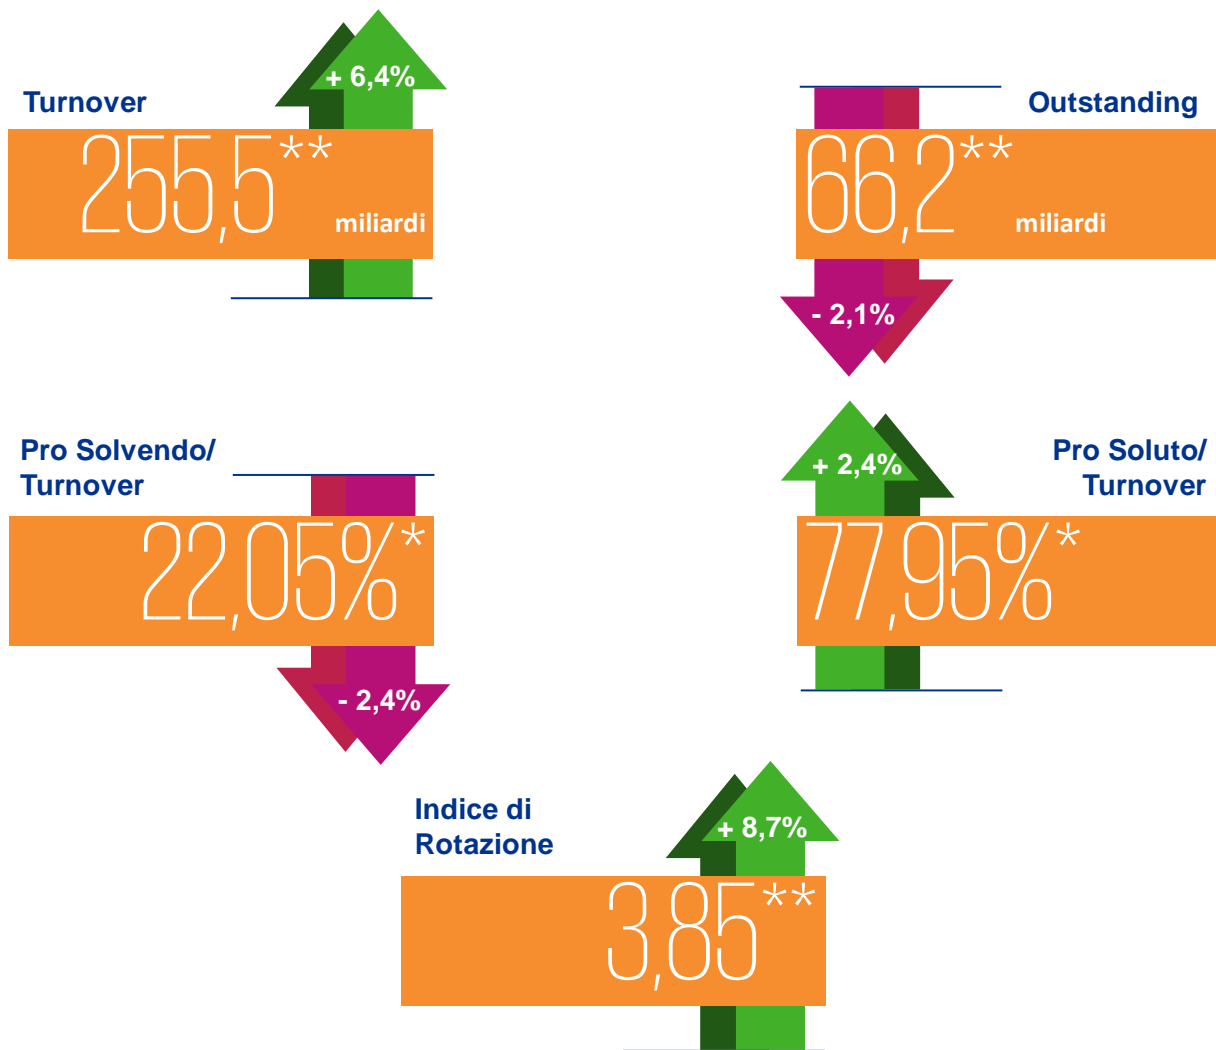 + 6,4%
Turnover
255,5**
miliardi
Outstanding
66,2**
miliardi
- 2,1%
Pro Solvendo/
Turnover
22,05%*
- 2,4%
+ 2,4%
Pro Soluto/
Turnover
77,95%*
Indice di
Rotazione
+ 8,7%
3,85**